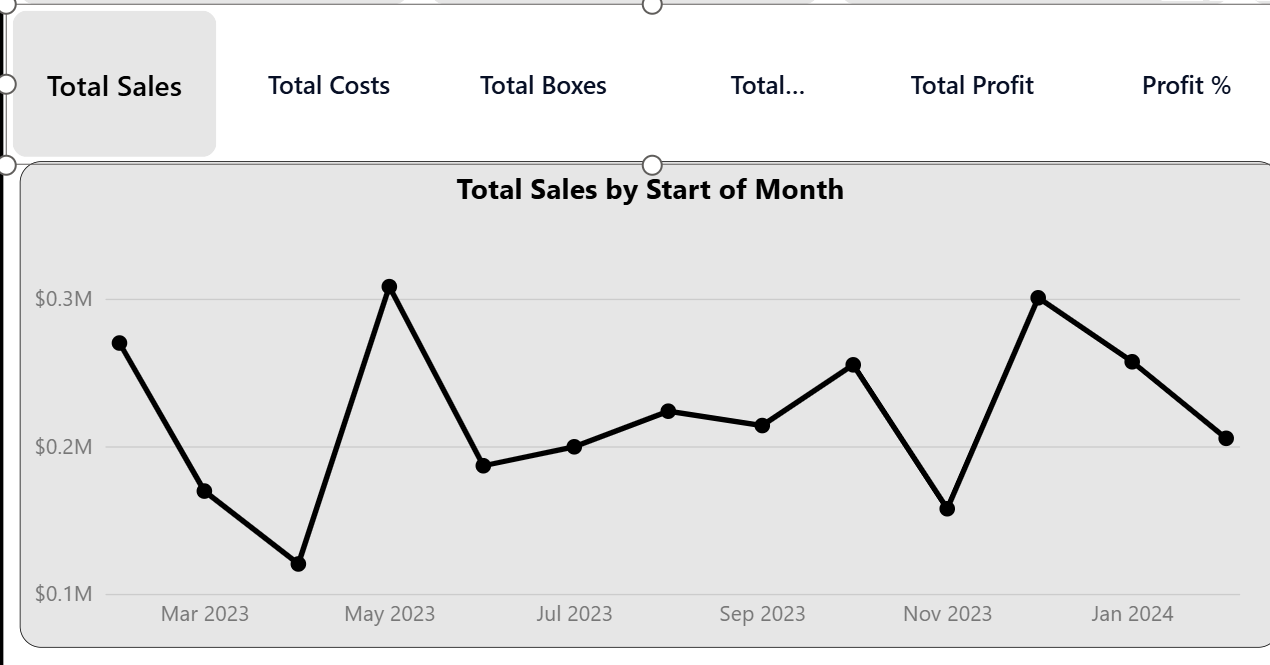 Total Sales
Total Costs
Total Boxes
Total...
Total Profit
Profit %
Total Sales by Start of Month
$0.3M
$0.2M
$0.1M
Mar 2023
May 2023
Jul 2023
Sep 2023
Nov 2023
Jan 2024